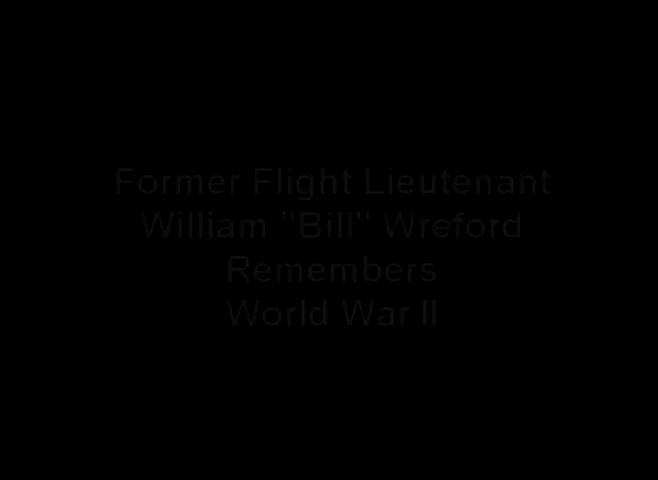 Former Flight Lieutenant
William "Bill" Wreford
Remembers
World War II